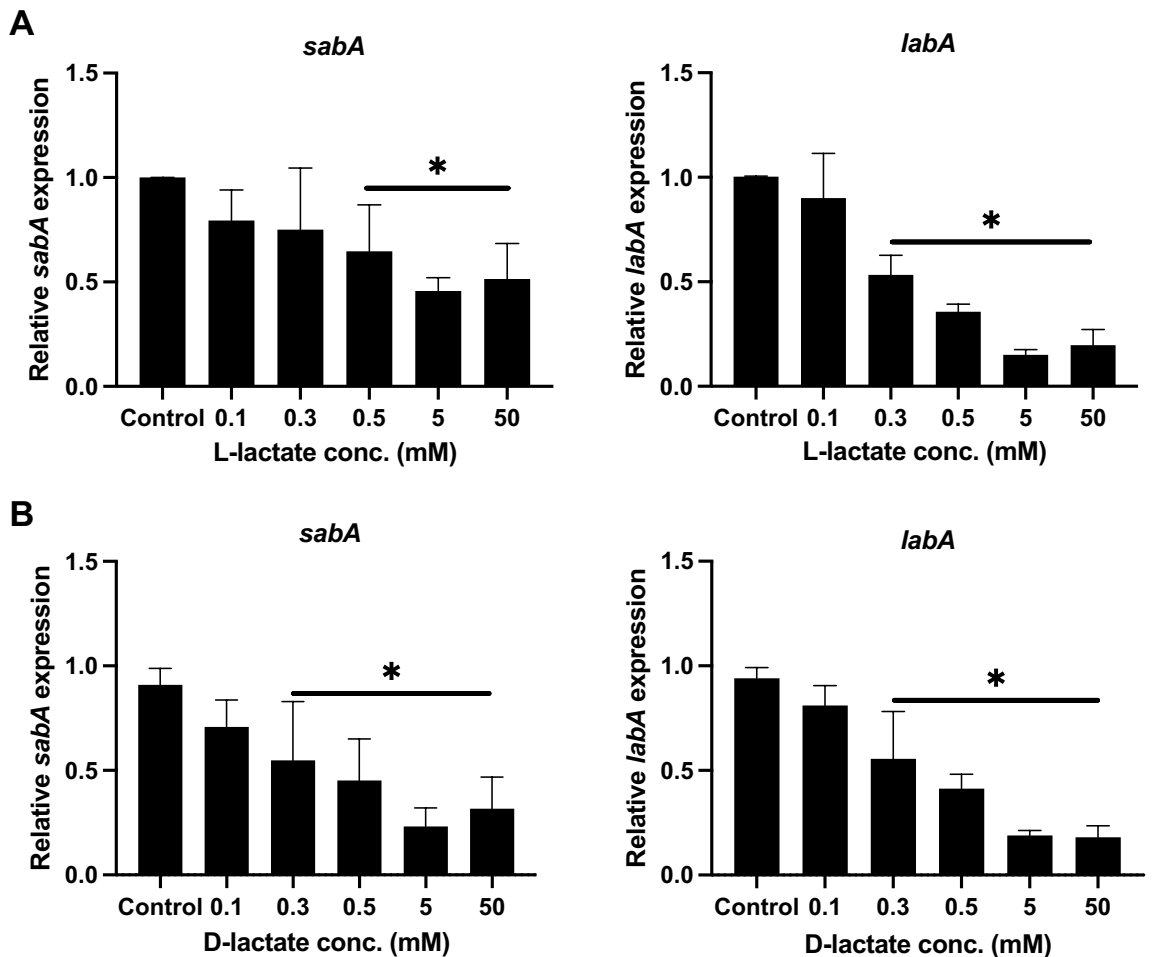 A
sabA
labA
Relative sabA expression
1.5
1.0
0.5
0.0
*
Control 0.1 0.3 0.5 5 50
L-lactate conc. (mM)
Relative labA expression
1.5
1.0
0.5
0.0
*
Control 0.1 0.3 0.5 5 50
L-lactate conc. (mM)
B
sabA
labA
Relative sabA expression
1.5
1.0
0.5
0.0
*
Control 0.1 0.3 0.5 5 50
D-lactate conc. (mM)
Relative labA expression
1.5
1.0
0.5
0.0
*
Control 0.1 0.3 0.5 5 50
D-lactate conc. (mM)